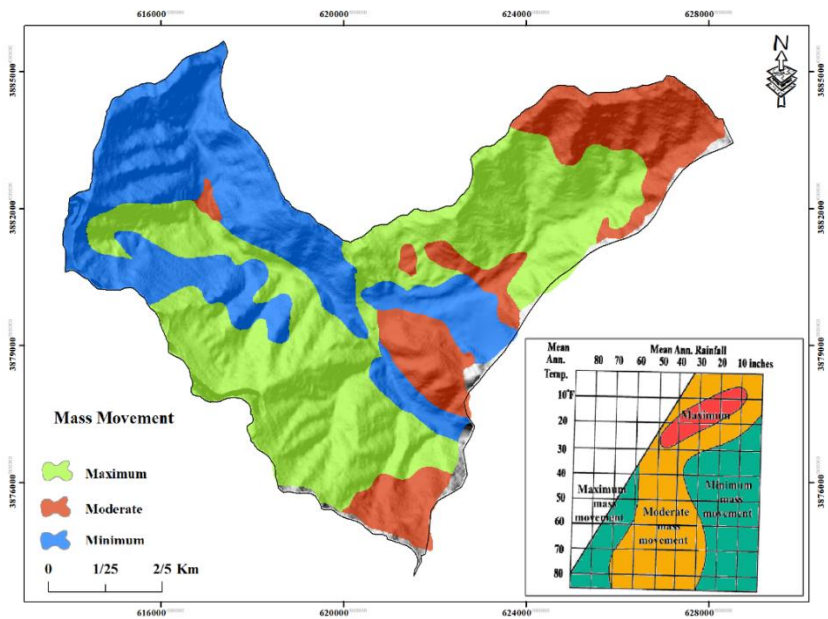 616000 620000 624000 628000
N
3885000 3885000
3882000 3882000
3879000 3879000
3876000 3876000
Mass Movement
Maximum
Moderate
Minimum
0 1/25 2/5 Km
Mean
Ann.
Temp.
Mean Ann. Rainfall
80 70 60 50 40 30 20 10 inches
10°F
20
30
40
50
60
70
80
Maximum
Maximum
mass
movement
Moderate
mass
movement
Minimum
mass
movement
616000 620000 624000 628000